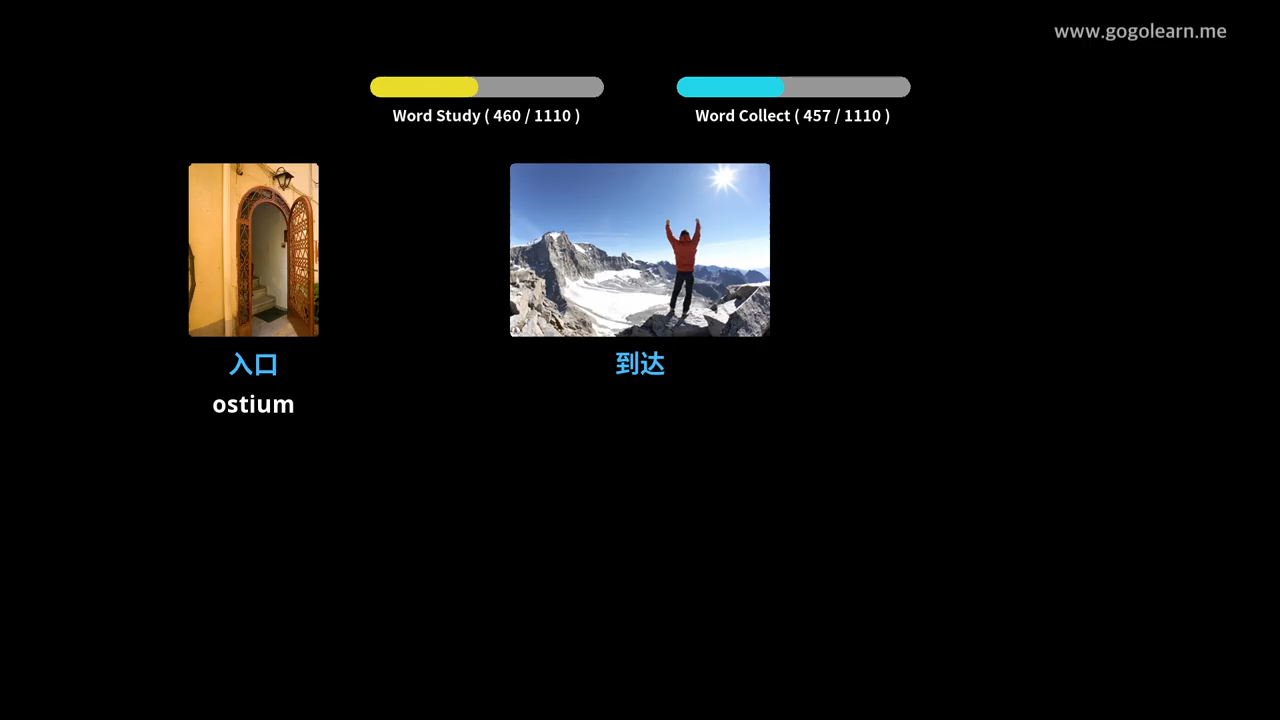 www.gogolearn.me
Word Study ( 460 / 1110 )
Word Collect ( 457 / 1110 )
入口
ostium
到达